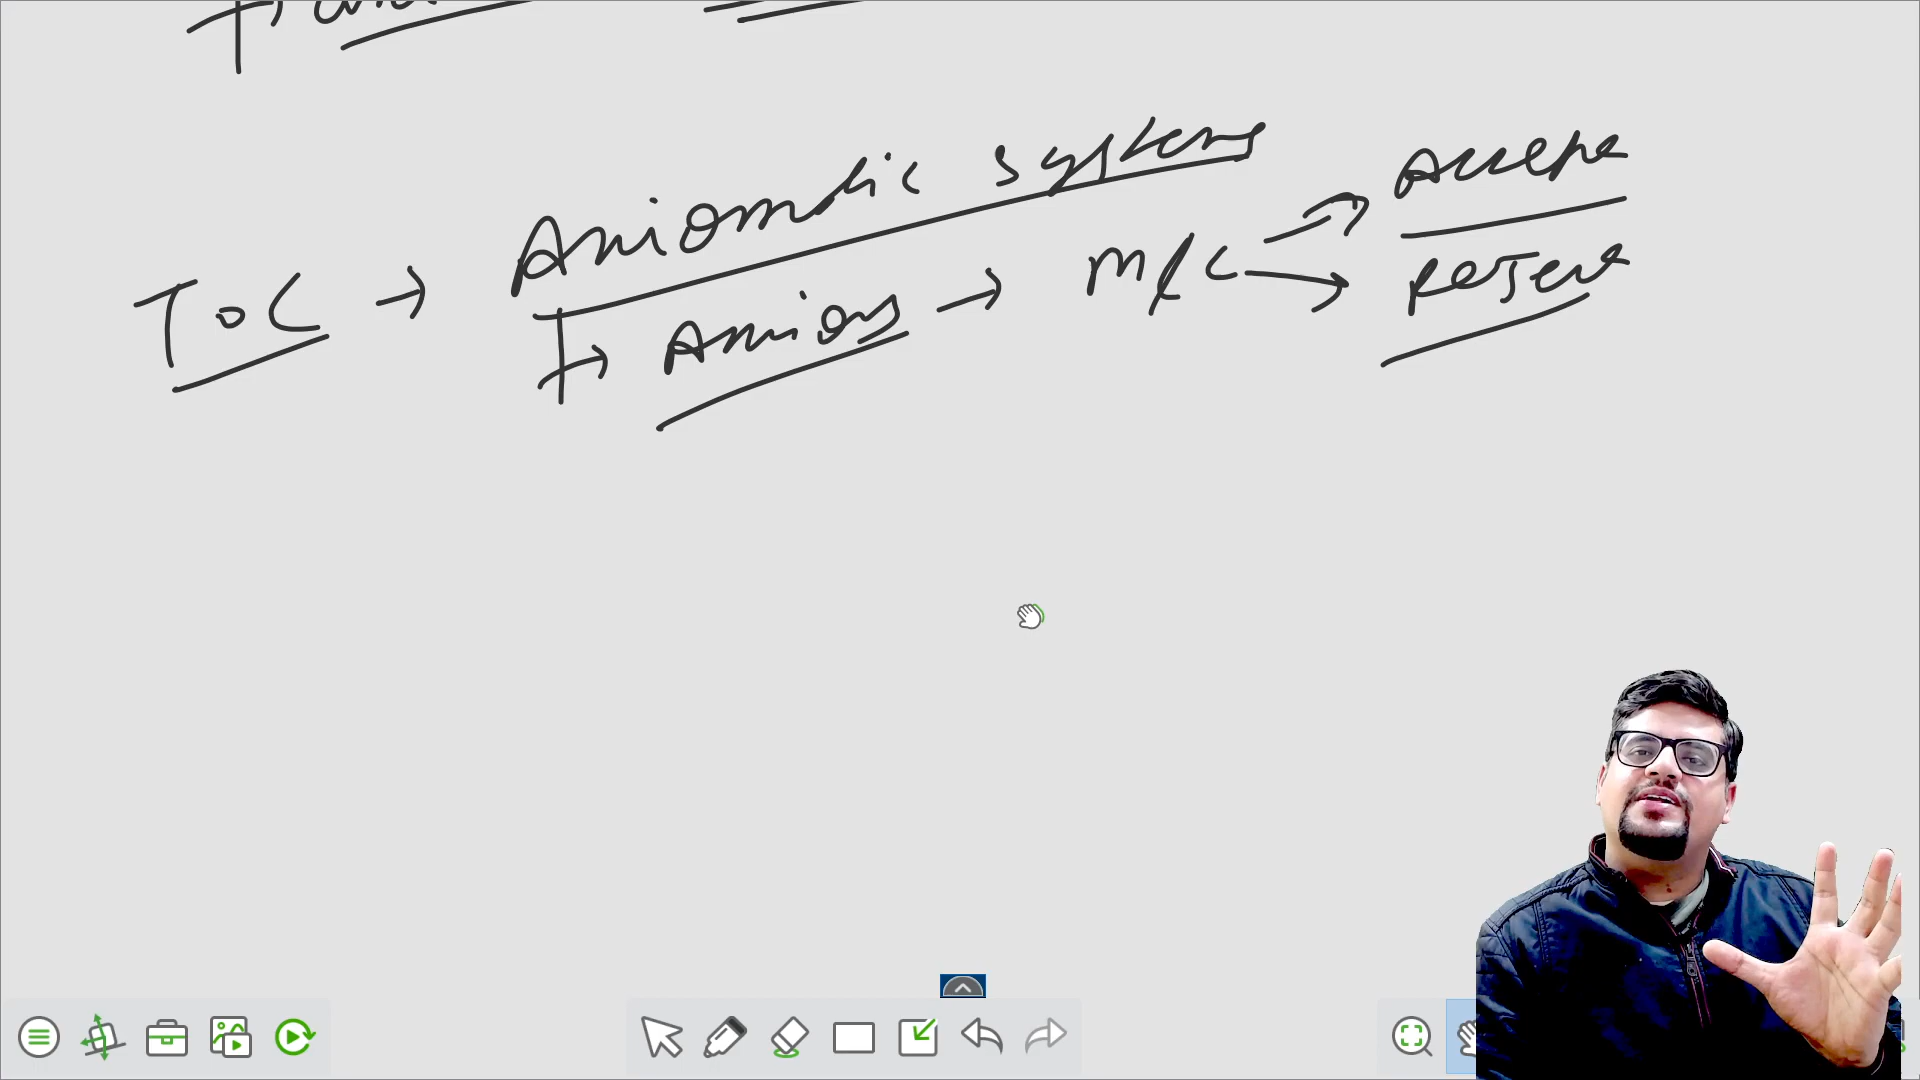 ToC → Axiomatic systems
→ Axioms → M/C → Accept
→ Reject